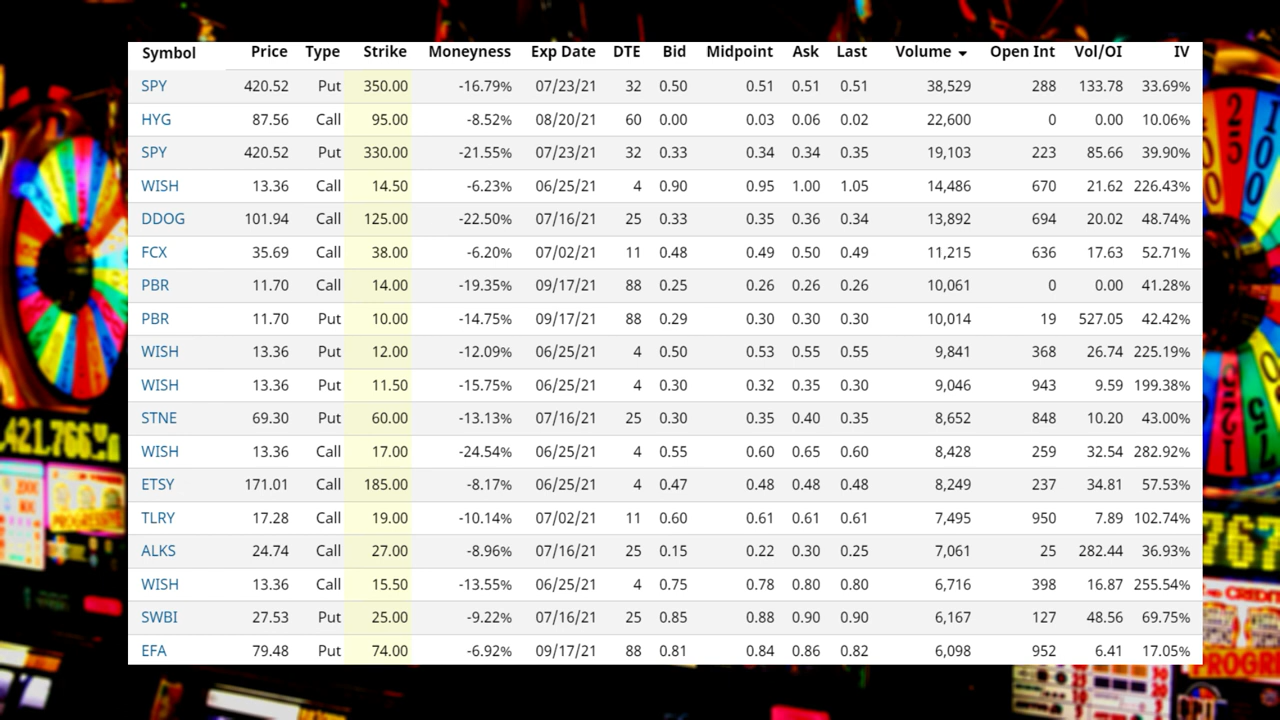 Symbol Price Type Strike Moneyness Exp Date DTE Bid Midpoint Ask Last Volume Open Int Vol/OI IV
SPY 420.52 Put 350.00 -16.79% 07/23/21 32 0.50 0.51 0.51 0.51 38,529 288 133.78 33.69%
HYG 87.56 Call 95.00 -8.52% 08/20/21 60 0.00 0.03 0.06 0.02 22,600 0 0.00 10.06%
SPY 420.52 Put 330.00 -21.55% 07/23/21 32 0.33 0.34 0.34 0.35 19,103 223 85.66 39.90%
WISH 13.36 Call 14.50 -6.23% 06/25/21 4 0.90 0.95 1.00 1.05 14,486 670 21.62 226.43%
DDOG 101.94 Call 125.00 -22.50% 07/16/21 25 0.33 0.35 0.36 0.34 13,892 694 20.02 48.74%
FCX 35.69 Call 38.00 -6.20% 07/02/21 11 0.48 0.49 0.50 0.49 11,215 636 17.63 52.71%
PBR 11.70 Call 14.00 -19.35% 09/17/21 88 0.25 0.26 0.26 0.26 10,061 0 0.00 41.28%
PBR 11.70 Put 10.00 -14.75% 09/17/21 88 0.29 0.30 0.30 0.30 10,014 19 527.05 42.42%
WISH 13.36 Put 12.00 -12.09% 06/25/21 4 0.50 0.53 0.55 0.55 9,841 368 26.74 225.19%
WISH 13.36 Put 11.50 -15.75% 06/25/21 4 0.30 0.32 0.35 0.30 9,046 943 9.59 199.38%
STNE 69.30 Put 60.00 -13.13% 07/16/21 25 0.30 0.35 0.40 0.35 8,652 848 10.20 43.00%
WISH 13.36 Call 17.00 -24.54% 06/25/21 4 0.55 0.60 0.65 0.60 8,428 259 32.54 282.92%
ETSY 171.01 Call 185.00 -8.17% 06/25/21 4 0.47 0.48 0.48 0.48 8,249 237 34.81 57.53%
TLRY 17.28 Call 19.00 -10.14% 07/02/21 11 0.60 0.61 0.61 0.61 7,495 950 7.89 102.74%
ALKS 24.74 Call 27.00 -8.96% 07/16/21 25 0.15 0.22 0.30 0.25 7,061 25 282.44 36.93%
WISH 13.36 Call 15.50 -13.55% 06/25/21 4 0.75 0.78 0.80 0.80 6,716 398 16.87 255.54%
SWBI 27.53 Put 25.00 -9.22% 07/16/21 25 0.85 0.88 0.90 0.90 6,167 127 48.56 69.75%
EFA 79.48 Put 74.00 -6.92% 09/17/21 88 0.81 0.84 0.86 0.82 6,098 952 6.41 17.05%